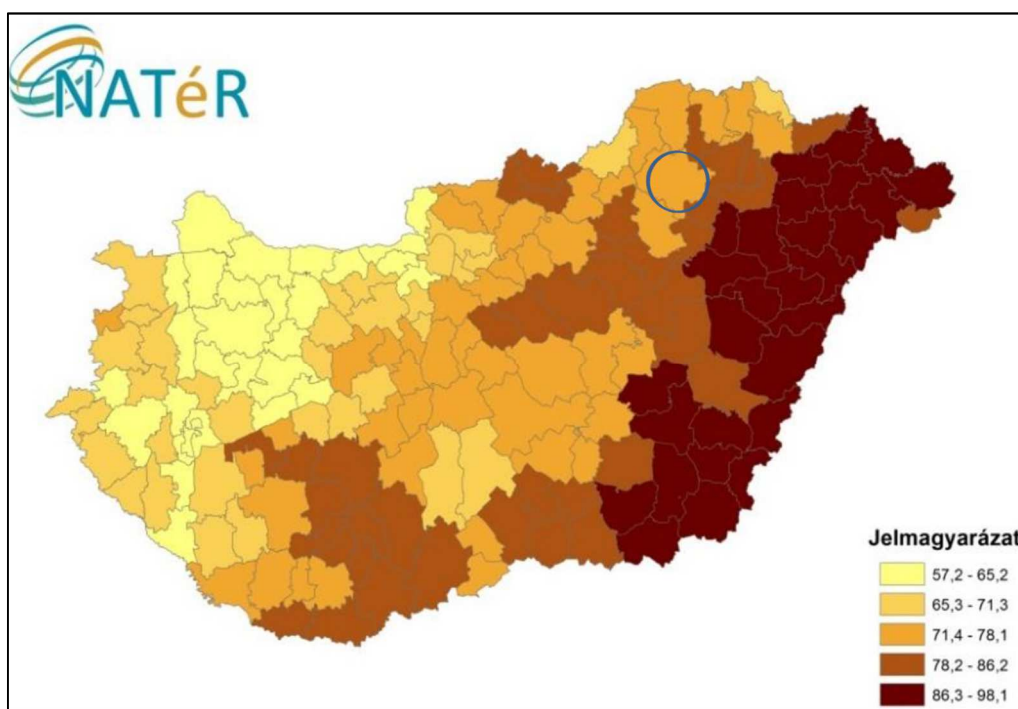 NATéR
Jelmagyarázat
57,2 - 65,2
65,3 - 71,3
71,4 - 78,1
78,2 - 86,2
86,3 - 98,1